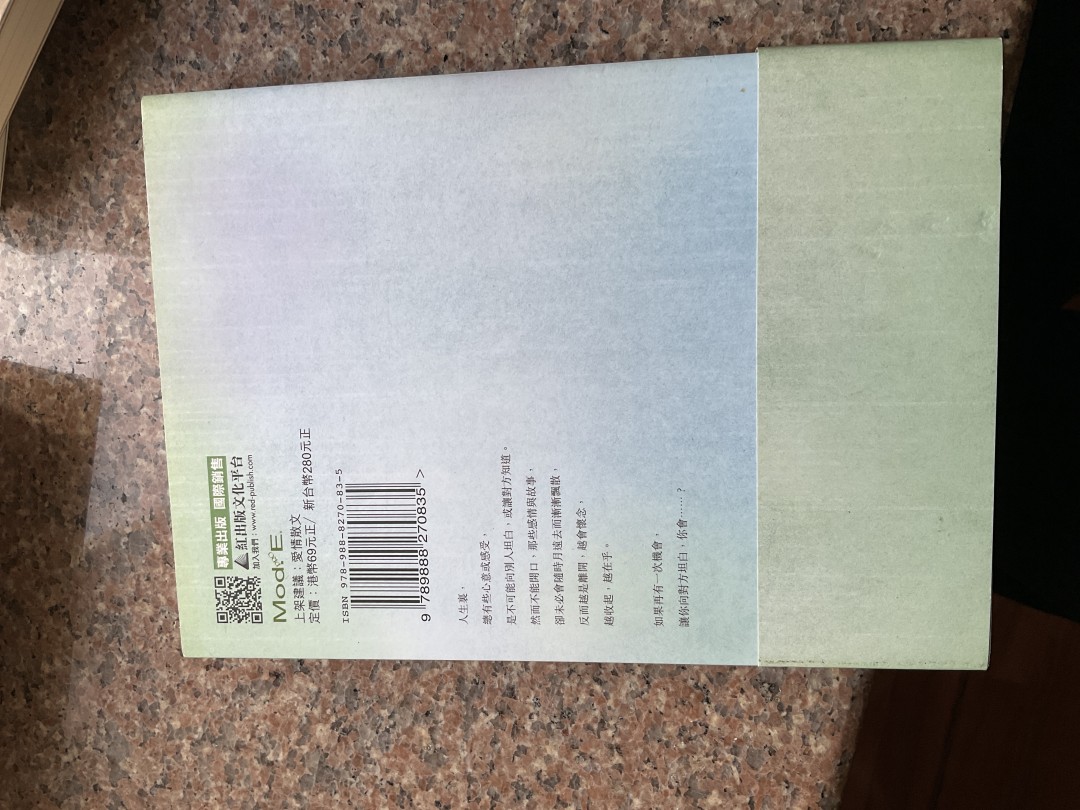 專業出版 國際銷售
紅出版文化平台
加入我們：www.red-publish.com
Mod E
上架建議：愛情散文
定價：港幣69元正/ 新台幣280元正
ISBN 978-988-8270-83-5
9 789888 270835 >
人生裏，
總有些心意或感受，
是不可能向別人坦白，或讓對方知道。
然而不能開口，那些感情與故事，
卻未必會隨時月遠去而漸漸飄散，
反而越是離開，越會懷念，
越收起，越在乎。
如果再有一次機會，
讓你向對方坦白，你會……？